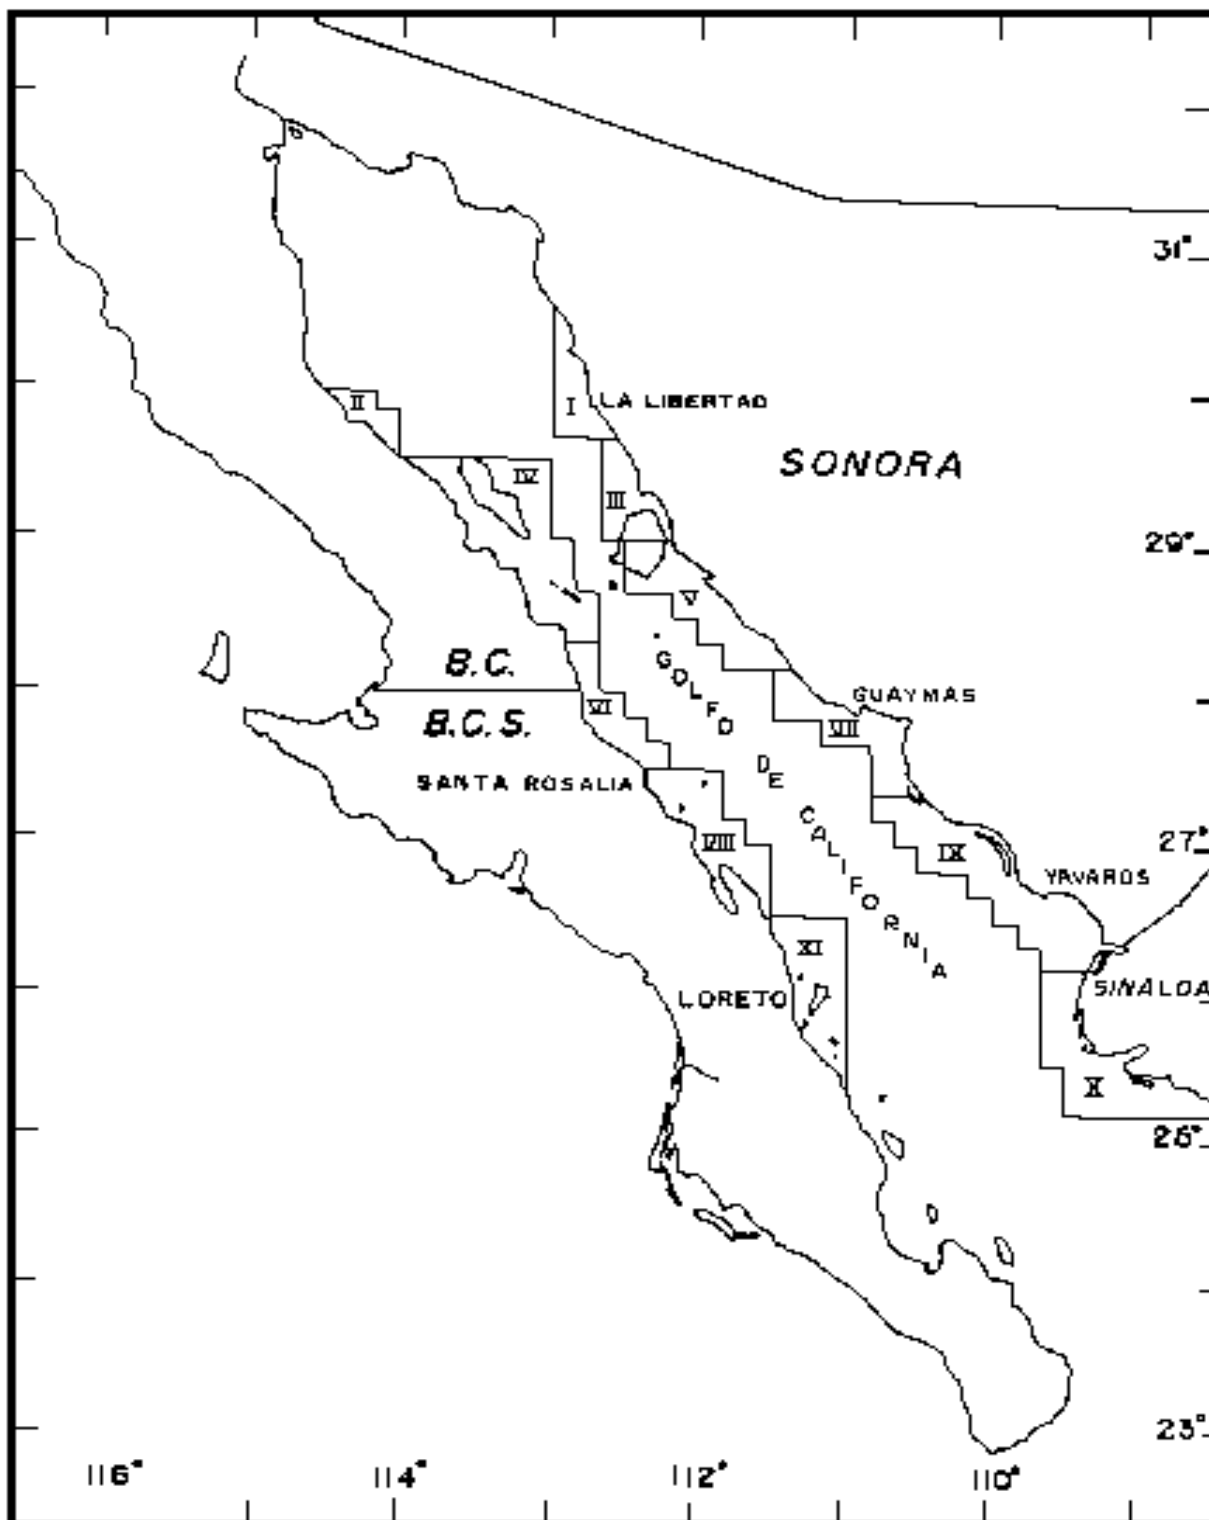 31°
II
I
LA LIBERTAD
SONORA
IV
III
29°
V
B.C.
GOLFO DE CALIFORNIA
GUAYMAS
VI
VII
B.C.S.
SANTA ROSALIA
VIII
IX
27°
YAVAROS
XI
LORETO
SINALOA
X
25°
23°
116°
114°
112°
110°